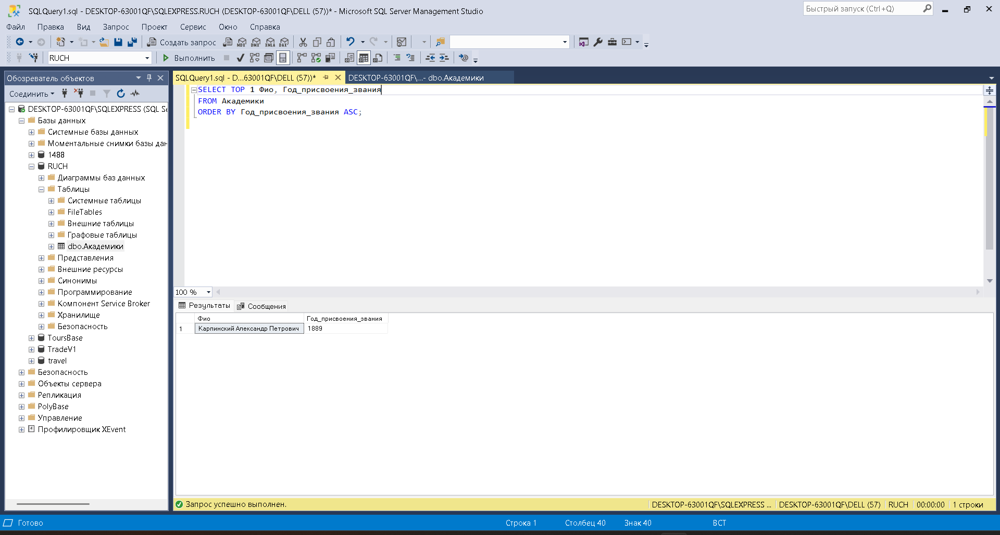 SQLQuery1.sql - DESKTOP-63001QF\SQLEXPRESS.RUCH (DESKTOP-63001QF\DELL (57))* - Microsoft SQL Server Management Studio
Быстрый запуск (Ctrl+Q)
Файл Правка Вид Запрос Проект Сервис Окно Справка
Создать запрос MDX DMX XMLA DAX
RUCH Выполнить
Обозреватель объектов
Соединить
DESKTOP-63001QF\SQLEXPRESS (SQL Se
Базы данных
Системные базы данных
Моментальные снимки базы дан
1488
RUCH
Диаграммы баз данных
Таблицы
Системные таблицы
FileTables
Внешние таблицы
Графовые таблицы
dbo.Академики
Представления
Внешние ресурсы
Синонимы
Программирование
Компонент Service Broker
Хранилище
Безопасность
ToursBase
TradeV1
travel
Безопасность
Объекты сервера
Репликация
PolyBase
Управление
Профилировщик XEvent
SQLQuery1.sql - D...63001QF\DELL (57))* DESKTOP-63001QF\...- dbo.Академики
SELECT TOP 1 Фио, Год_присвоения_звания
FROM Академики
ORDER BY Год_присвоения_звания ASC;
100 %
Результаты Сообщения
Фио Год_присвоения_звания
1 Карпинский Александр Петрович 1889
Запрос успешно выполнен. DESKTOP-63001QF\SQLEXPRESS ... DESKTOP-63001QF\DELL (57) RUCH 00:00:00 1 строки
Готово Строка 1 Столбец 40 Знак 40 ВСТ